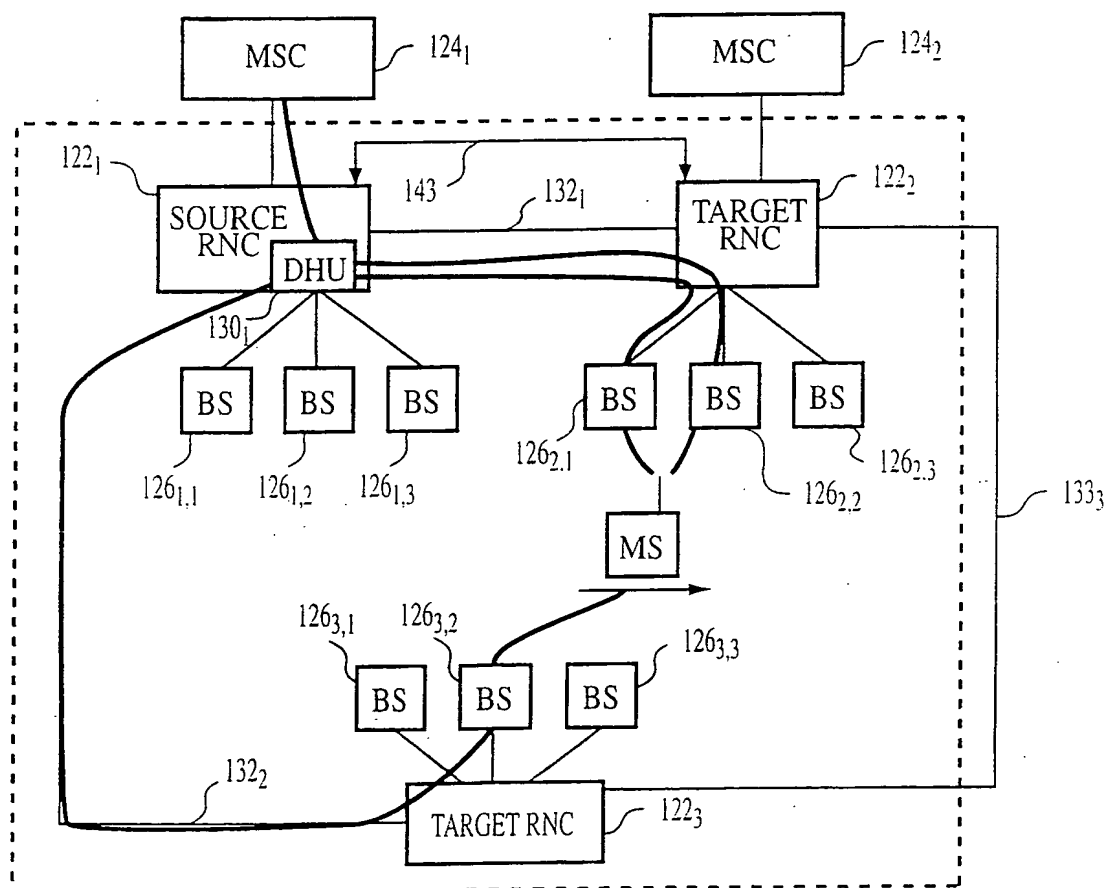 MSC
124₁
MSC
124₂
122₁
143
132₁
122₂
SOURCE
RNC
TARGET
RNC
DHU
130₁
BS
BS
BS
BS
BS
BS
126₁,₁
126₁,₂
126₁,₃
126₂.₁
126₂,₂
126₂.₃
133₃
MS
126₃,₁
126₃,₂
126₃,₃
BS
BS
BS
132₂
TARGET RNC
122₃